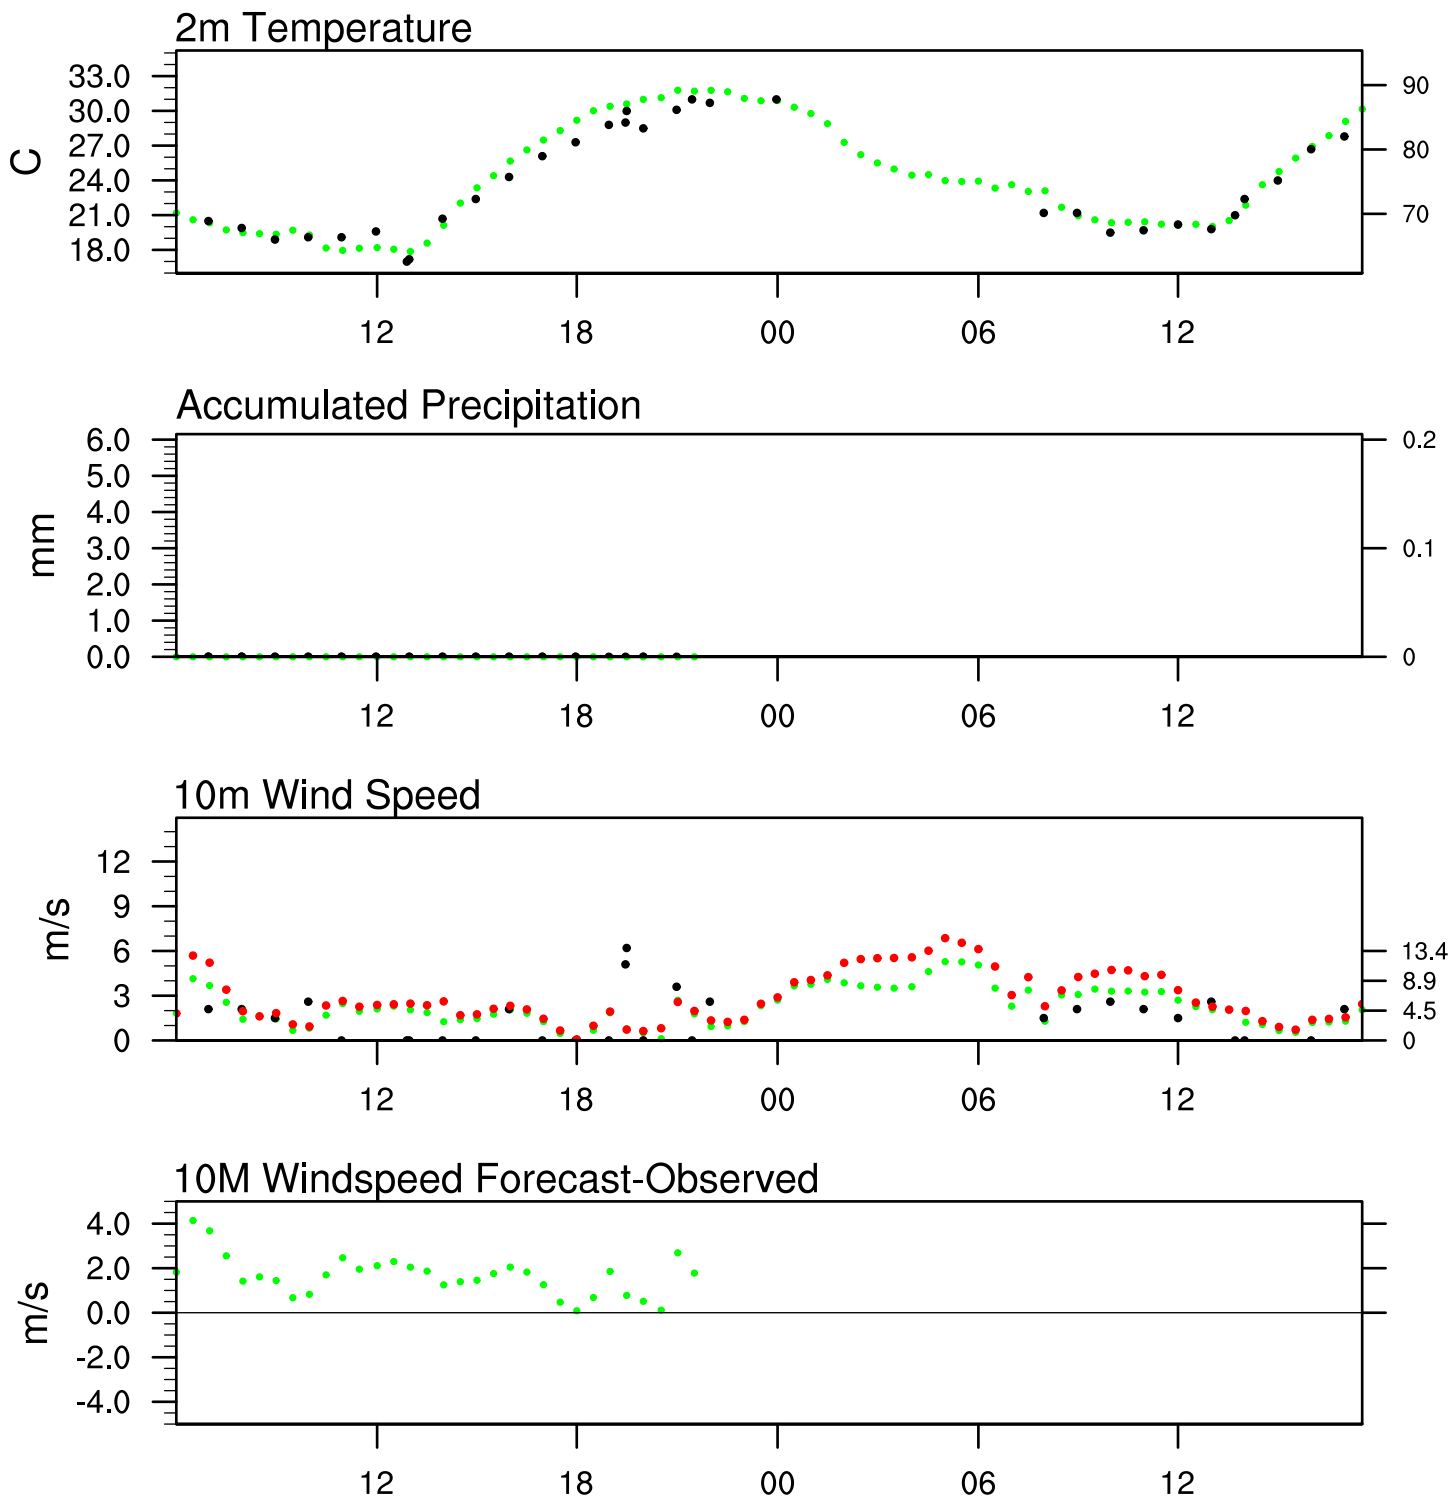 2m Temperature
33.0
30.0
27.0
24.0
21.0
18.0
C
90
80
70
12 18 00 06 12
Accumulated Precipitation
6.0
5.0
4.0
3.0
2.0
1.0
0.0
mm
0.2
0.1
0
12 18 00 06 12
10m Wind Speed
12
9
6
3
0
m/s
13.4
8.9
4.5
0
12 18 00 06 12
10M Windspeed Forecast-Observed
4.0
2.0
0.0
-2.0
-4.0
m/s
12 18 00 06 12